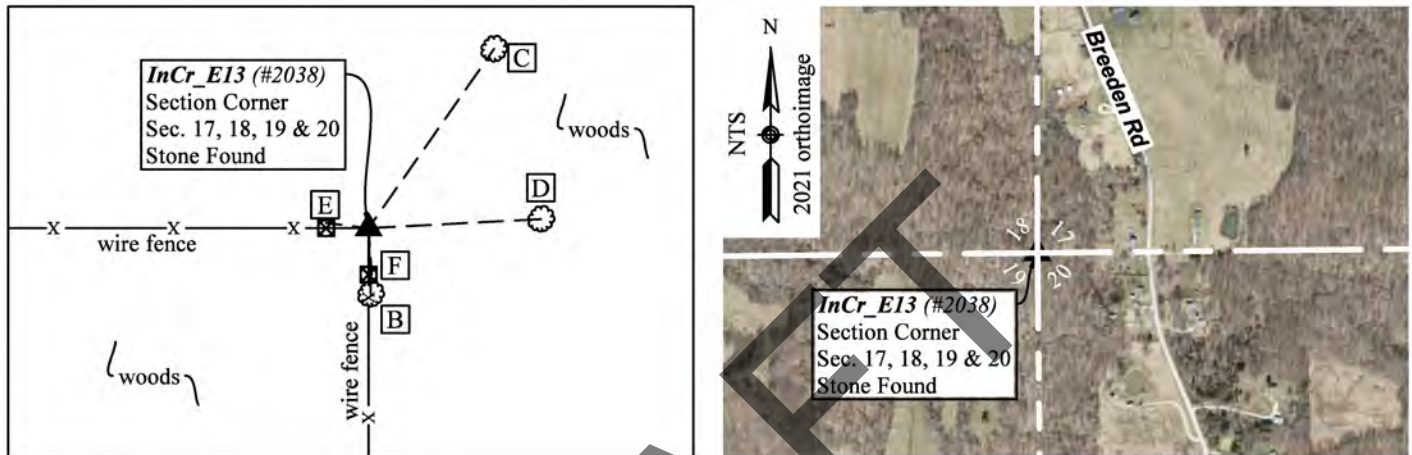 InCr_E13 (#2038)
Section Corner
Sec. 17, 18, 19 & 20
Stone Found
C
woods
D
E
x x x
wire fence
F
B
wire fence
x
woods
N
NTS
2021 orthoimage
Breeden Rd
18 17
19 20
InCr_E13 (#2038)
Section Corner
Sec. 17, 18, 19 & 20
Stone Found